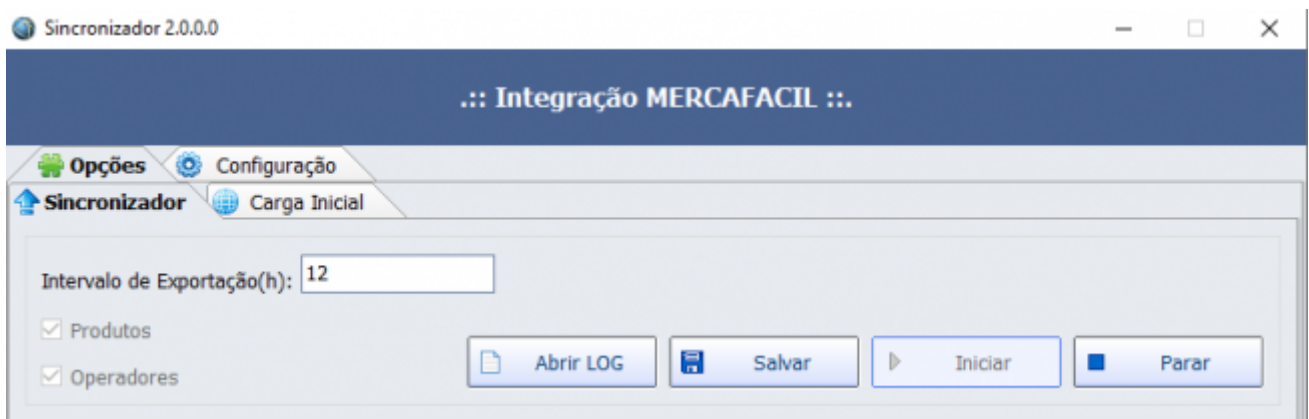 Sincronizador 2.0.0.0
.:: Integração MERCAFACIL ::.
Opções Configuração
Sincronizador Carga Inicial
Intervalo de Exportação(h): 12
Produtos
Operadores
Abrir LOG Salvar Iniciar Parar